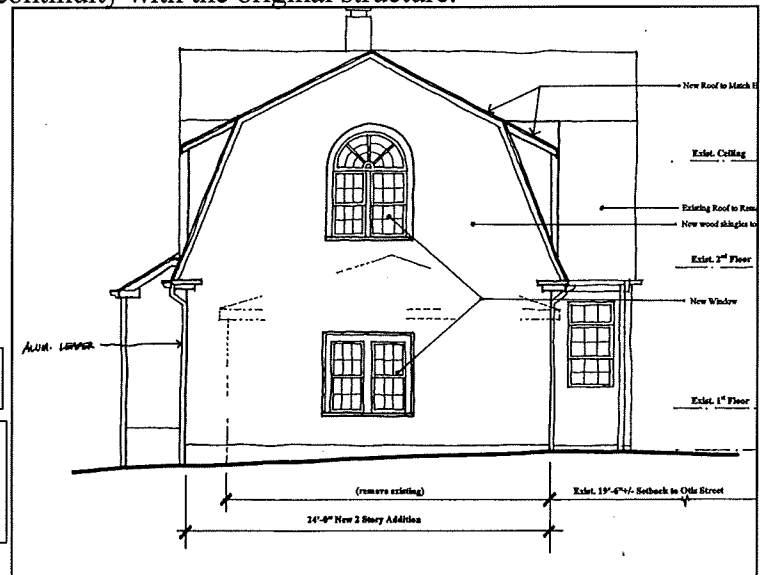 continuity with the original structure.
New Roof to Match E
Exist. Ceiling
Existing Roof to Rema
New wood shingles to
Exist. 2nd Floor
New Window
ALUM. LEADER
Exist. 1st Floor
(remove existing)
Exist. 19'-6"+/- Setback to Otis Street
24'-0" New 2 Story Addition